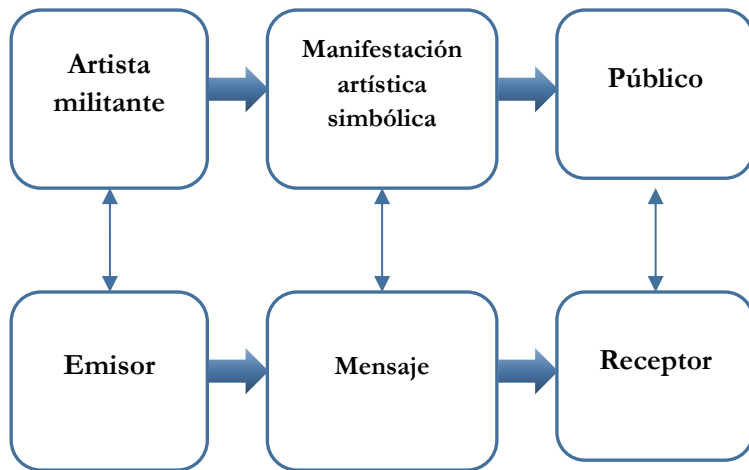 Artista
militante
Manifestación
artística
simbólica
Público
Emisor
Mensaje
Receptor